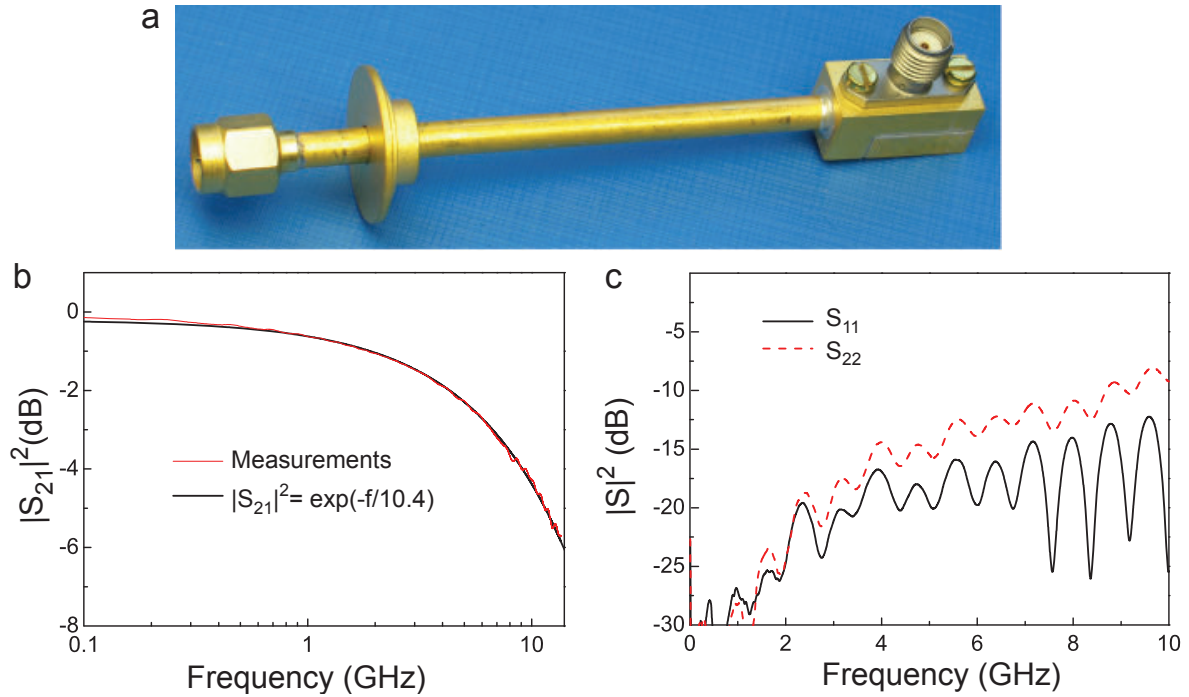 a
b
0
-2
-4
-6
-8
|S21|²(dB)
Measurements
|S21|²= exp(-f/10.4)
0.1
1
10
Frequency (GHz)
c
-5
-10
-15
-20
-25
-30
|S|² (dB)
S11
S22
0
2
4
6
8
10
Frequency (GHz)